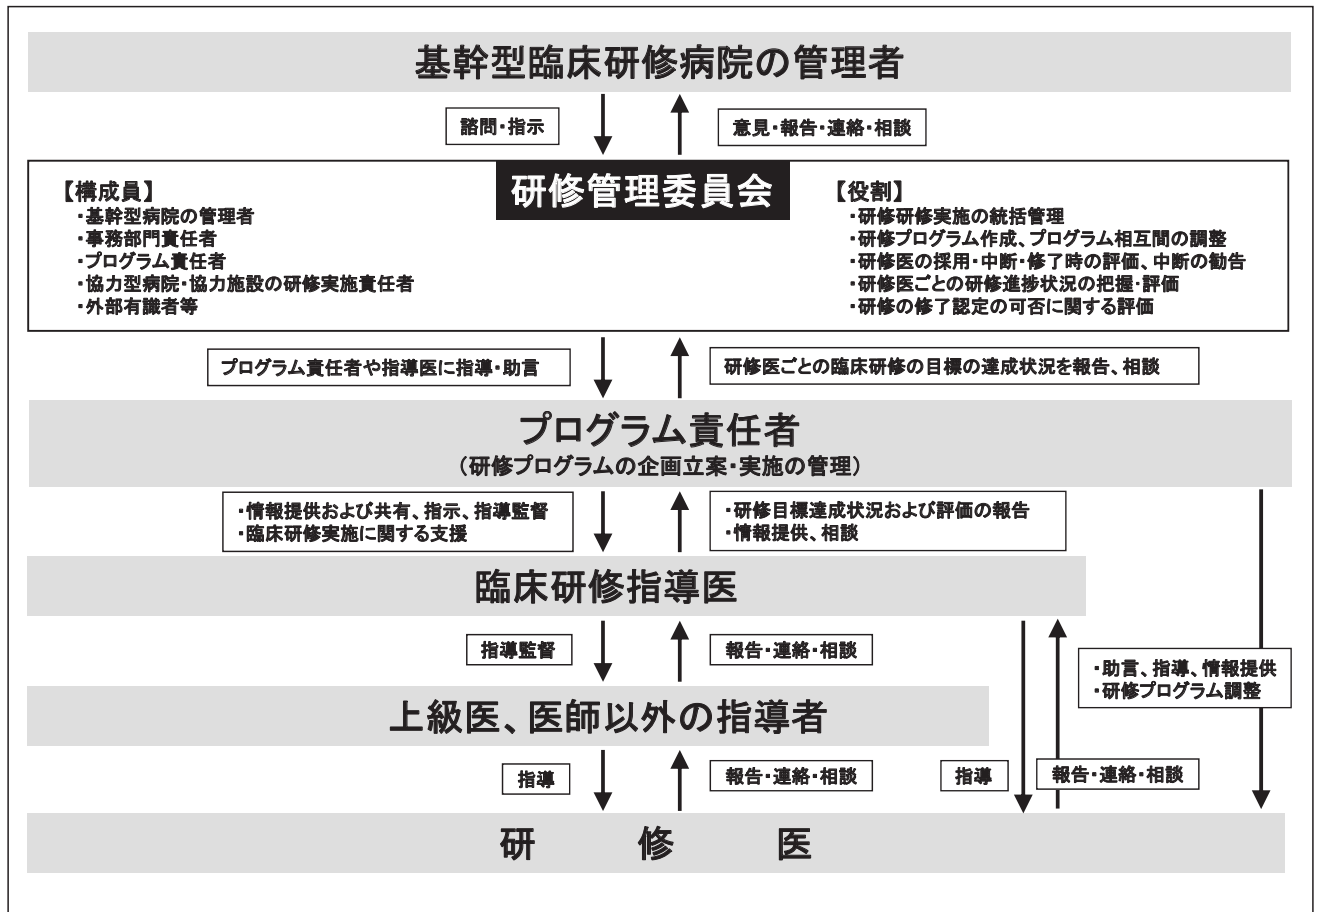 基幹型臨床研修病院の管理者
諮問・指示
意見・報告・連絡・相談
研修管理委員会
【構成員】
・基幹型病院の管理者
・事務部門責任者
・プログラム責任者
・協力型病院・協力施設の研修実施責任者
・外部有識者等
【役割】
・研修研修実施の統括管理
・研修プログラム作成、プログラム相互間の調整
・研修医の採用・中断・修了時の評価、中断の勧告
・研修医ごとの研修進捗状況の把握・評価
・研修の修了認定の可否に関する評価
プログラム責任者や指導医に指導・助言
研修医ごとの臨床研修の目標の達成状況を報告、相談
プログラム責任者
（研修プログラムの企画立案・実施の管理）
・情報提供および共有、指示、指導監督
・臨床研修実施に関する支援
・研修目標達成状況および評価の報告
・情報提供、相談
臨床研修指導医
指導監督
報告・連絡・相談
・助言、指導、情報提供
・研修プログラム調整
上級医、医師以外の指導者
指導
報告・連絡・相談
指導
報告・連絡・相談
研 修 医